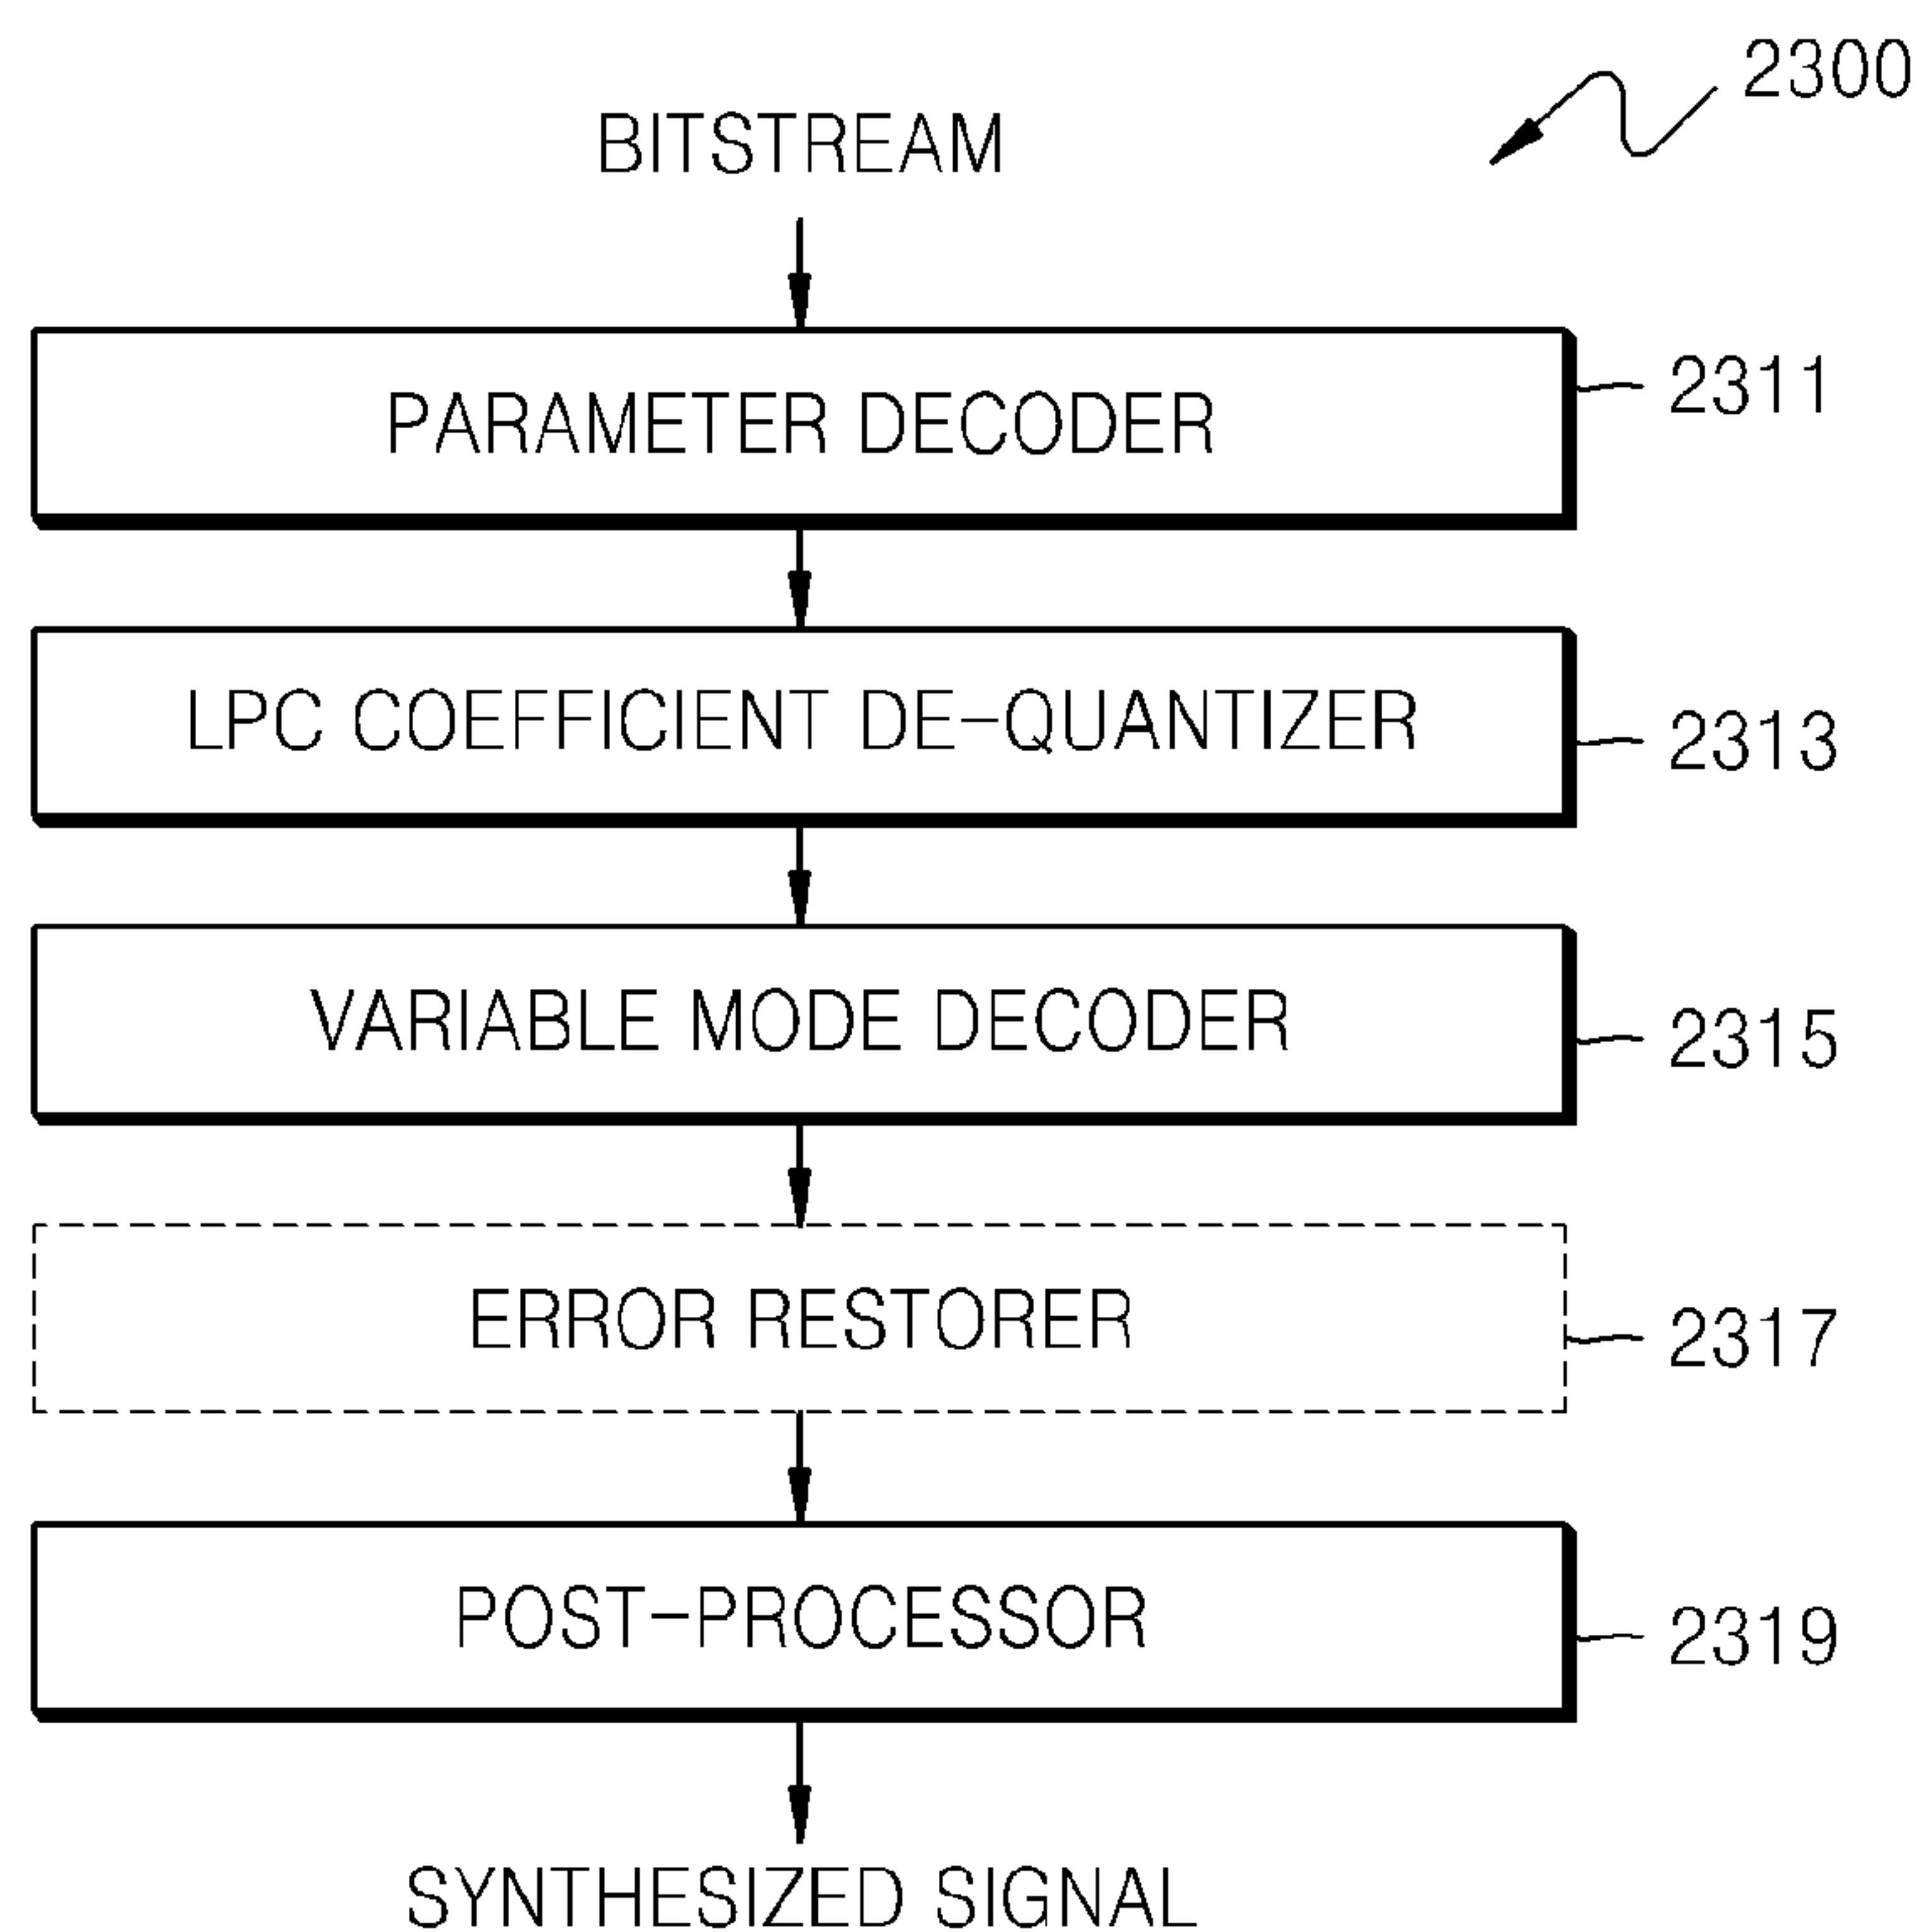 2300
BITSTREAM
PARAMETER DECODER
2311
LPC COEFFICIENT DE-QUANTIZER
2313
VARIABLE MODE DECODER
2315
ERROR RESTORER
2317
POST-PROCESSOR
2319
SYNTHESIZED SIGNAL